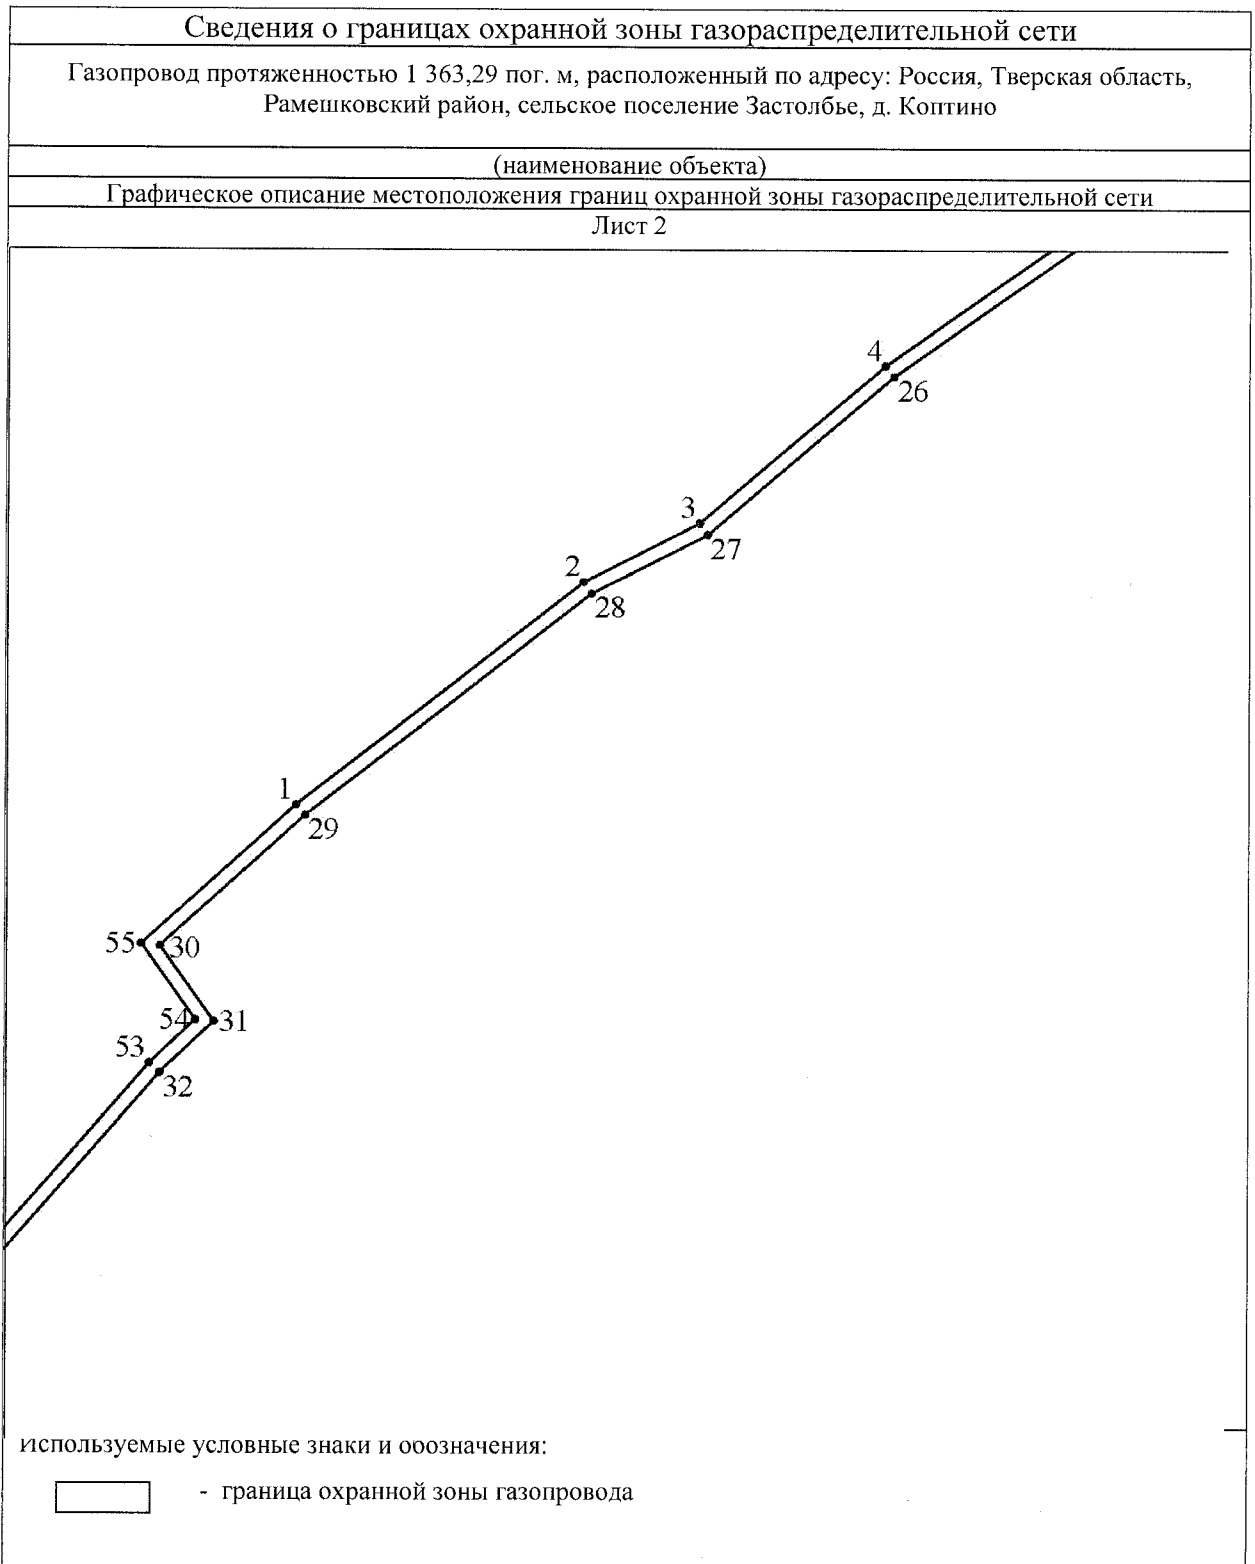 Сведения о границах охранной зоны газораспределительной сети
Газопровод протяженностью 1 363,29 пог. м, расположенный по адресу: Россия, Тверская область,
Рамешковский район, сельское поселение Застолбье, д. Коптино
(наименование объекта)
Графическое описание местоположения границ охранной зоны газораспределительной сети
Лист 2
4
26
3
27
2
28
1
29
55
30
54
31
53
32
Используемые условные знаки и обозначения:
- граница охранной зоны газопровода